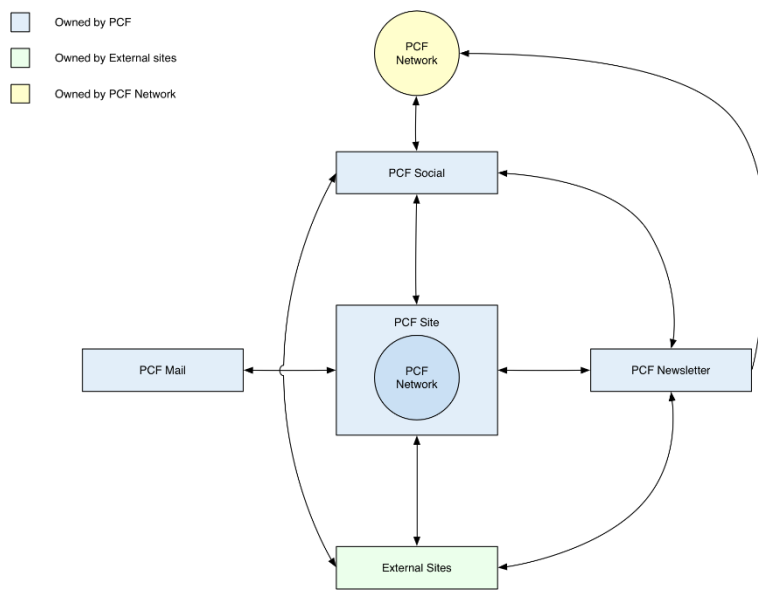 Owned by PCF
Owned by External sites
Owned by PCF Network
PCF
Network
PCF Social
PCF Site
PCF
Network
PCF Mail
PCF Newsletter
External Sites